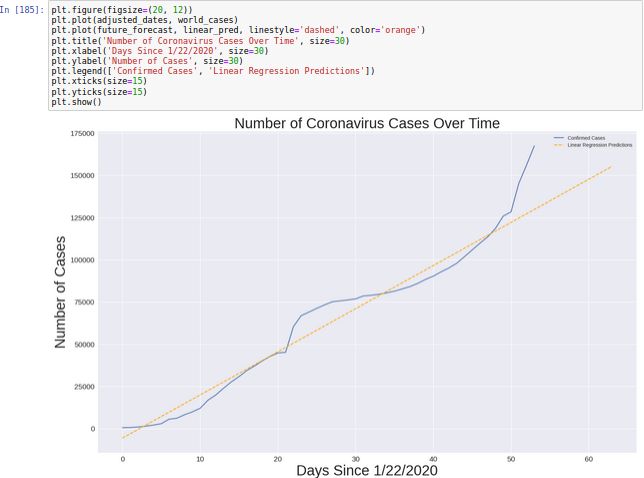 In [185]:
plt.figure(figsize=(20, 12))
plt.plot(adjusted_dates, world_cases)
plt.plot(future_forecast, linear_pred, linestyle='dashed', color='orange')
plt.title('Number of Coronavirus Cases Over Time', size=30)
plt.xlabel('Days Since 1/22/2020', size=30)
plt.ylabel('Number of Cases', size=30)
plt.legend(['Confirmed Cases', 'Linear Regression Predictions'])
plt.xticks(size=15)
plt.yticks(size=15)
plt.show()
Number of Coronavirus Cases Over Time
Confirmed Cases
Linear Regression Predictions
175000
150000
125000
100000
75000
50000
25000
0
Number of Cases
0 10 20 30 40 50 60
Days Since 1/22/2020